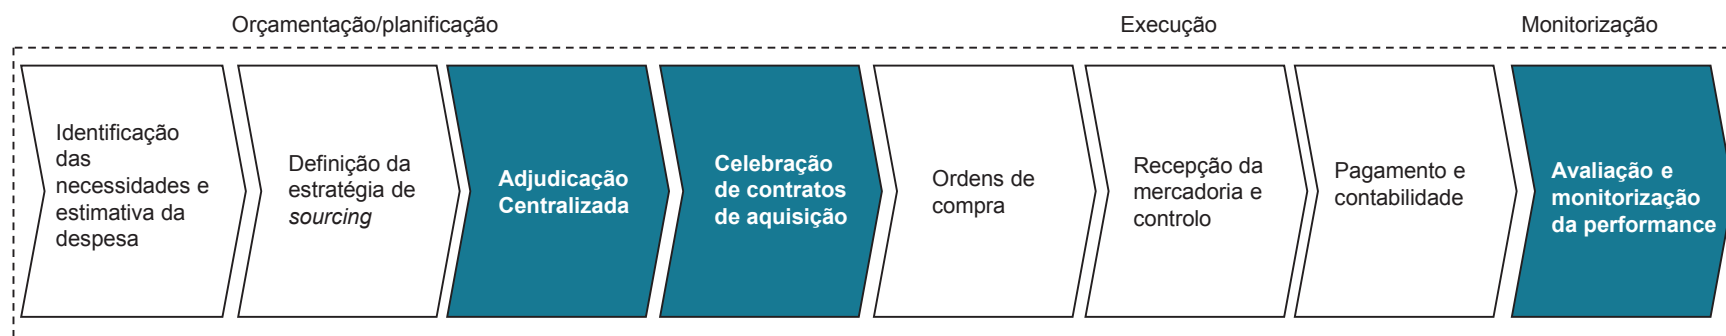 Orçamentação/planificação
Execução
Monitorização
Identificação
das
necessidades e
estimativa da
despesa
Definição da
estratégia de
sourcing
Adjudicação
Centralizada
Celebração
de contratos
de aquisição
Ordens de
compra
Recepção da
mercadoria e
controlo
Pagamento e
contabilidade
Avaliação e
monitorização
da performance